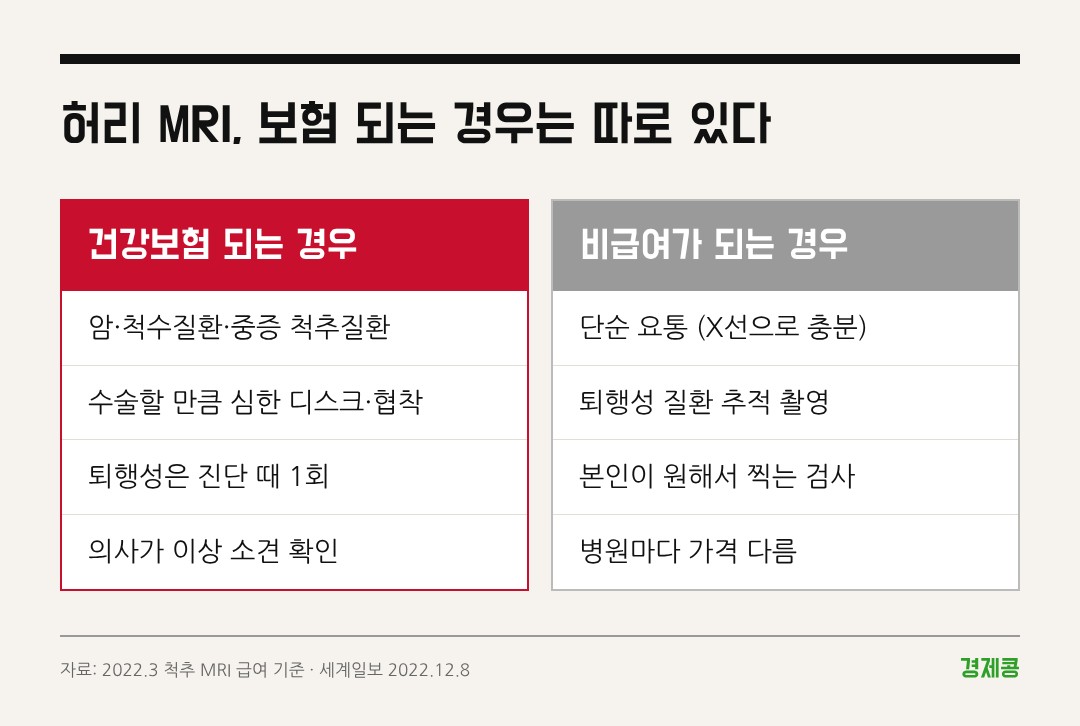 허리 MRI, 보험 되는 경우는 따로 있다
건강보험 되는 경우
암·척수질환·중증 척추질환
수술할 만큼 심한 디스크·협착
퇴행성은 진단 때 1회
의사가 이상 소견 확인
비급여가 되는 경우
단순 요통 (X선으로 충분)
퇴행성 질환 추적 촬영
본인이 원해서 찍는 검사
병원마다 가격 다름
자료: 2022.3 척추 MRI 급여 기준 · 세계일보 2022.12.8
경제콩